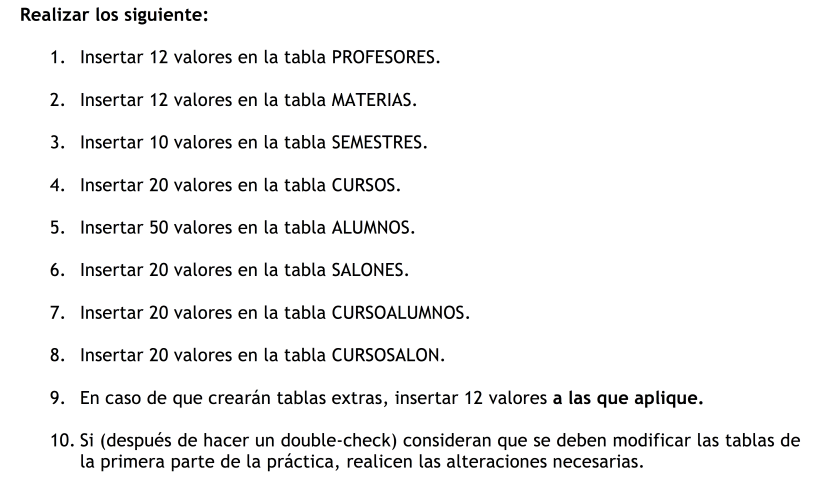 Realizar los siguiente:
1. Insertar 12 valores en la tabla PROFESORES.
2. Insertar 12 valores en la tabla MATERIAS.
3. Insertar 10 valores en la tabla SEMESTRES.
4. Insertar 20 valores en la tabla CURSOS.
5. Insertar 50 valores en la tabla ALUMNOS.
6. Insertar 20 valores en la tabla SALONES.
7. Insertar 20 valores en la tabla CURSOALUMNOS.
8. Insertar 20 valores en la tabla CURSOSALON.
9. En caso de que crearán tablas extras, insertar 12 valores a las que aplique.
10. Si (después de hacer un double-check) consideran que se deben modificar las tablas de
la primera parte de la práctica, realicen las alteraciones necesarias.